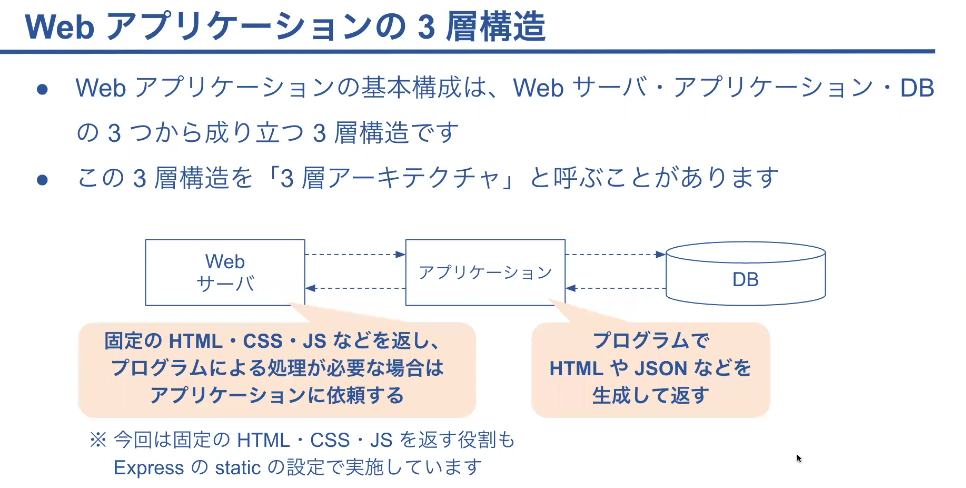 Web アプリケーションの 3 層構造
● Web アプリケーションの基本構成は、Web サーバ・アプリケーション・DB
の 3 つから成り立つ 3 層構造です
● この 3 層構造を「3 層アーキテクチャ」と呼ぶことがあります
Web
サーバ
アプリケーション
DB
固定の HTML・CSS・JS などを返し、
プログラムによる処理が必要な場合は
アプリケーションに依頼する
プログラムで
HTML や JSON などを
生成して返す
※ 今回は固定の HTML・CSS・JS を返す役割も
Express の static の設定で実施しています